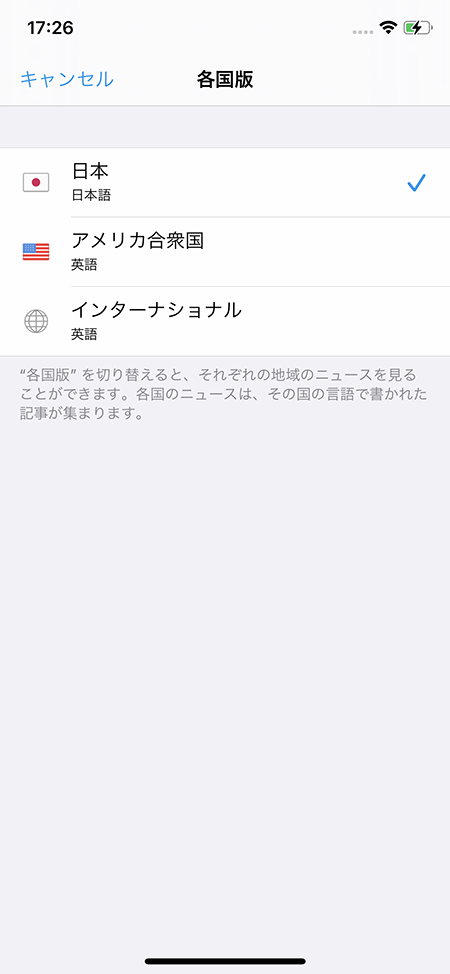 17:26
キャンセル
各国版
日本
日本語
アメリカ合衆国
英語
インターナショナル
英語
“各国版” を切り替えると、それぞれの地域のニュースを見る
ことができます。各国のニュースは、その国の言語で書かれた
記事が集まります。